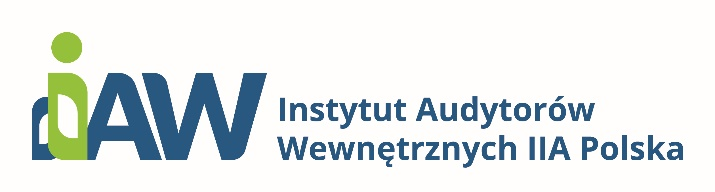 iAW
Instytut Audytorów
Wewnętrznych IIA Polska